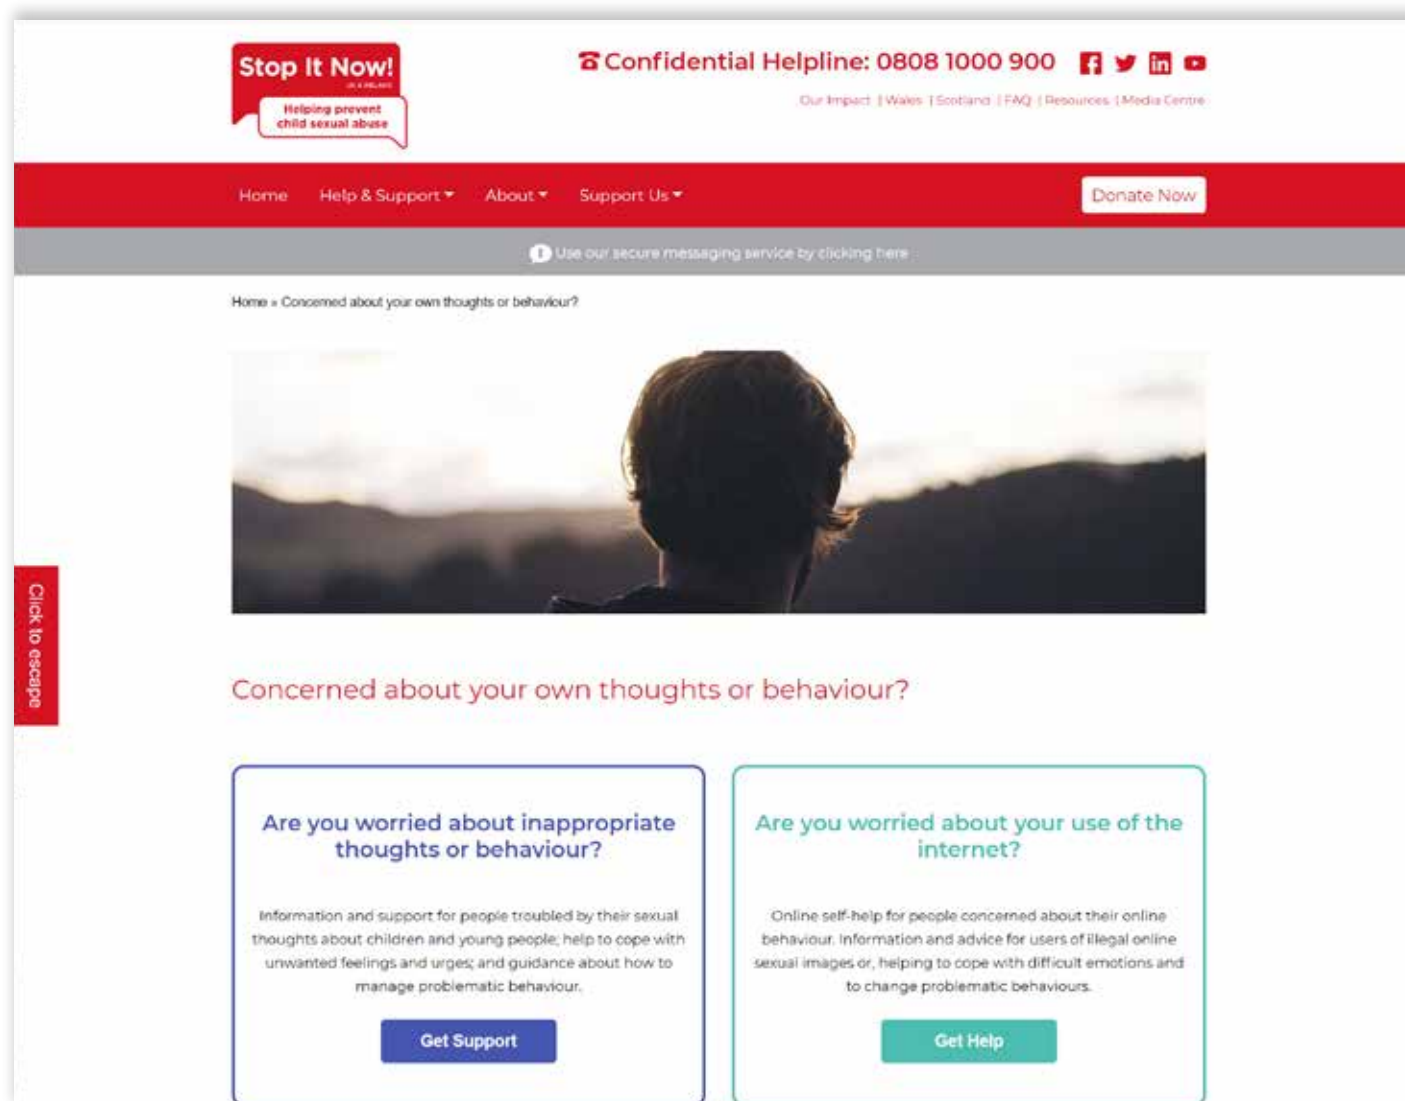 Stop It Now!
UK & IRELAND
Helping prevent
child sexual abuse
Confidential Helpline: 0808 1000 900
Our Impact | Wales | Scotland | FAQ | Resources | Media Centre
Home Help & Support About Support Us Donate Now
Use our secure messaging service by clicking here
Home » Concerned about your own thoughts or behaviour?
Click to escape
Concerned about your own thoughts or behaviour?
Are you worried about inappropriate
thoughts or behaviour?
Information and support for people troubled by their sexual
thoughts about children and young people; help to cope with
unwanted feelings and urges; and guidance about how to
manage problematic behaviour.
Get Support
Are you worried about your use of the
internet?
Online self-help for people concerned about their online
behaviour. Information and advice for users of illegal online
sexual images or, helping to cope with difficult emotions and
to change problematic behaviours.
Get Help